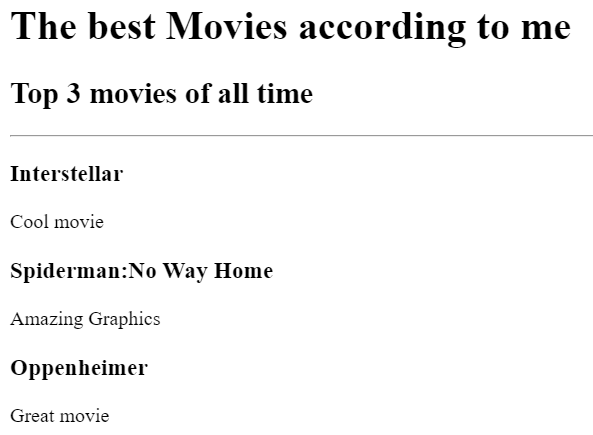 The best Movies according to me
Top 3 movies of all time
Interstellar
Cool movie
Spiderman:No Way Home
Amazing Graphics
Oppenheimer
Great movie